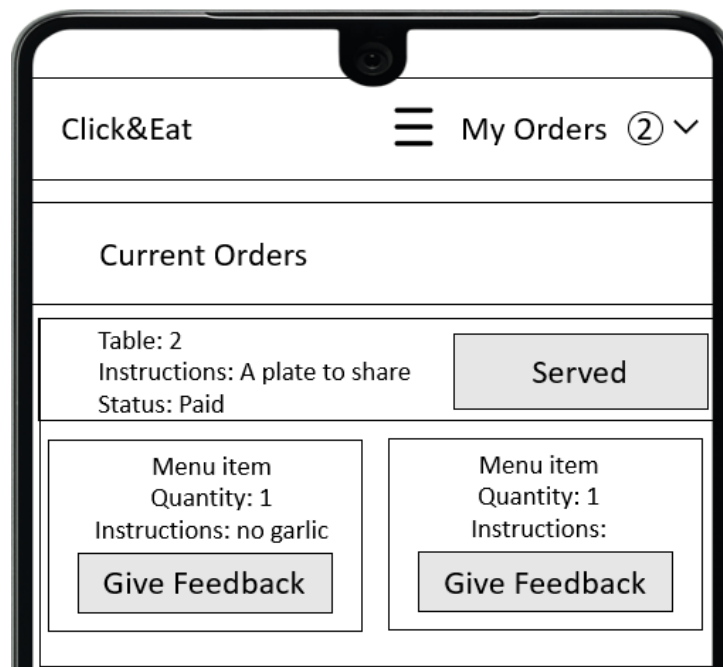 Click&Eat
My Orders 2
Current Orders
Table: 2
Instructions: A plate to share
Status: Paid
Served
Menu item
Quantity: 1
Instructions: no garlic
Give Feedback
Menu item
Quantity: 1
Instructions:
Give Feedback